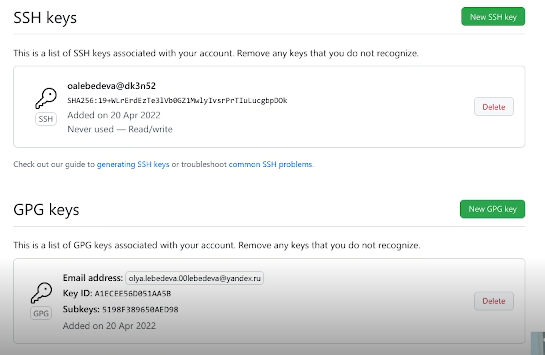 SSH keys
New SSH key
This is a list of SSH keys associated with your account. Remove any keys that you do not recognize.
oalebedeva@dk3n52
SHA256:19+WLrErdEzTe3lVb0GZ1MwlyIvsrPrTIuLucgbpDOk
SSH
Added on 20 Apr 2022
Never used — Read/write
Delete
Check out our guide to generating SSH keys or troubleshoot common SSH problems.
GPG keys
New GPG key
This is a list of GPG keys associated with your account. Remove any keys that you do not recognize.
Email address: olya.lebedeva.00lebedeva@yandex.ru
Key ID: A1ECEE56D051AA5B
Subkeys: 5198F389650AED98
GPG
Added on 20 Apr 2022
Delete